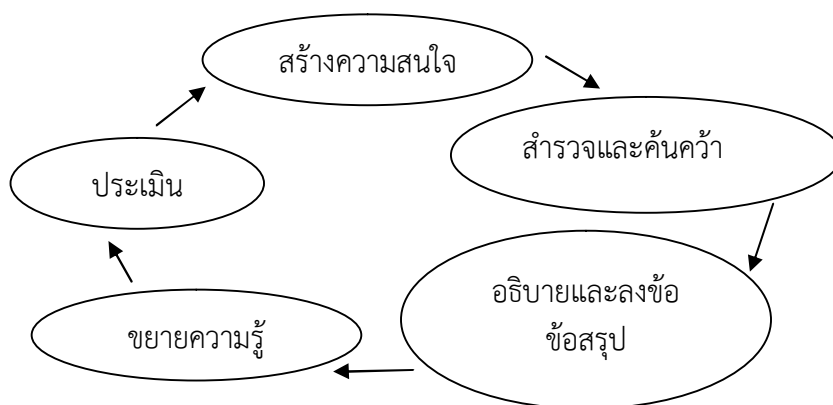 สร้างความสนใจ
สำรวจและค้นคว้า
อธิบายและลงข้อ
ข้อสรุป
ขยายความรู้
ประเมิน